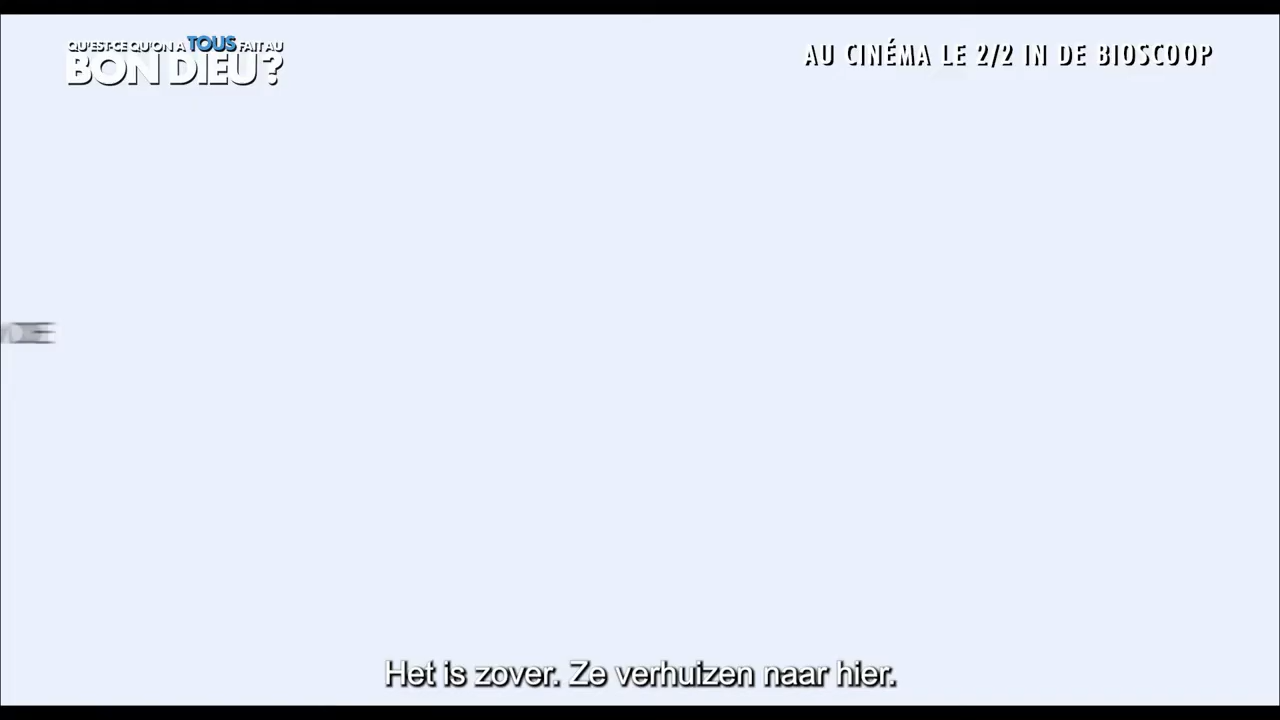 QU'EST-CE QU'ON A TOUS FAIT AU
BON DIEU ?
AU CINÉMA LE 2/2 IN DE BIOSCOOP
Het is zover. Ze verhuizen naar hier.